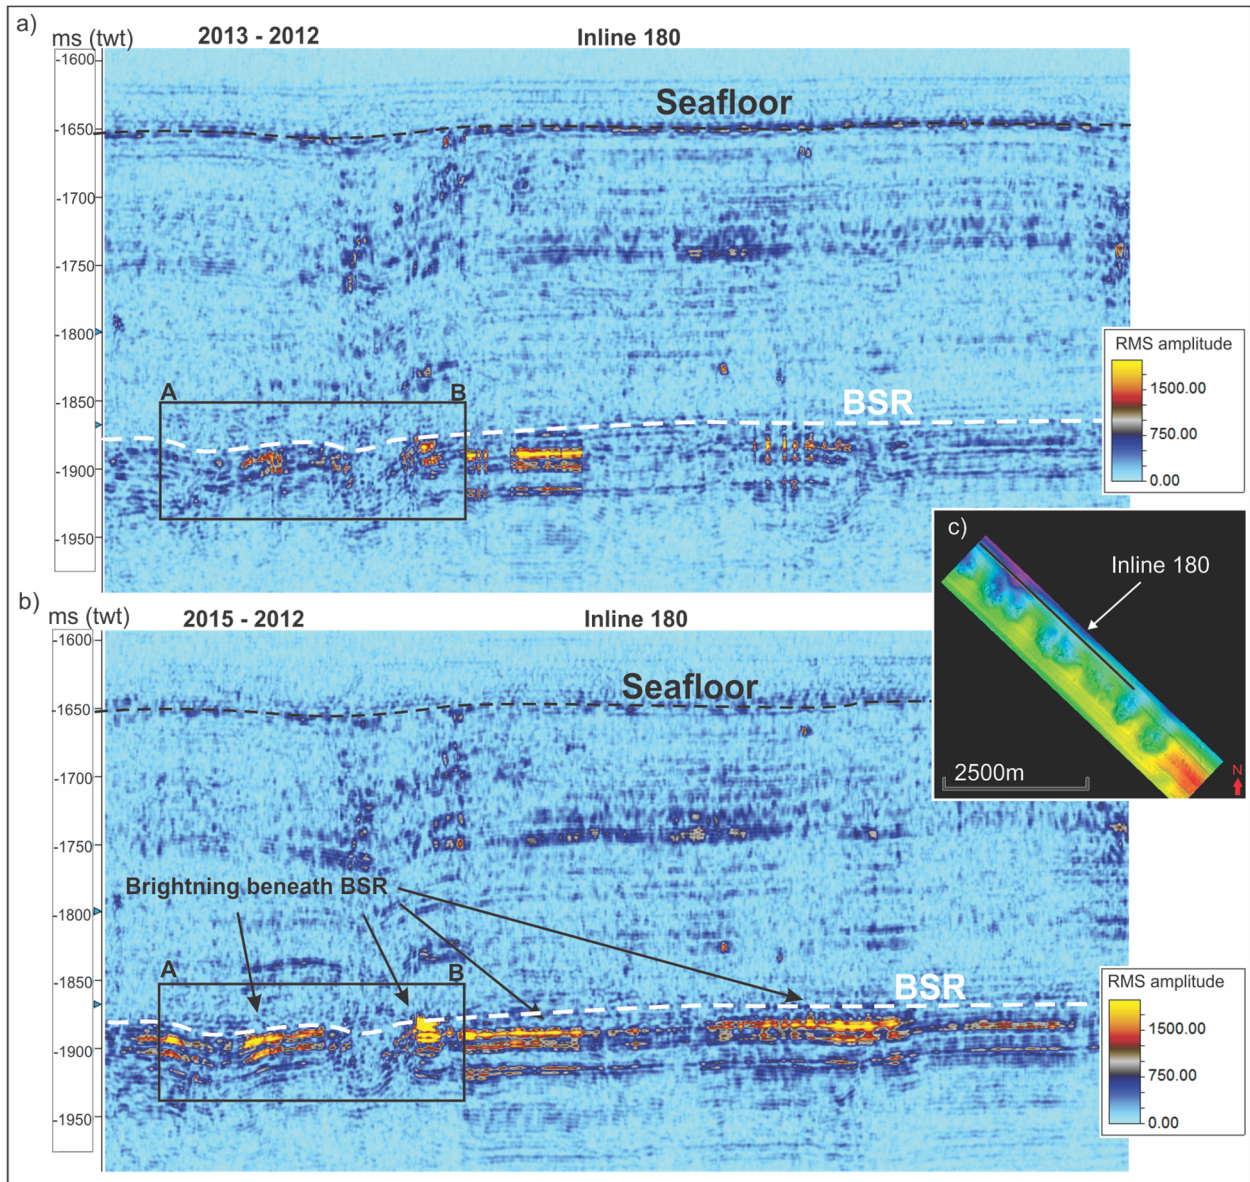 a)
ms (twt)
2013 - 2012
Inline 180
-1600
-1650
-1700
-1750
-1800
-1850
-1900
-1950
Seafloor
A
B
BSR
RMS amplitude
1500.00
750.00
0.00
c)
Inline 180
2500m
N
b)
ms (twt)
2015 - 2012
Inline 180
-1600
-1650
-1700
-1750
-1800
-1850
-1900
-1950
Seafloor
Brightning beneath BSR
A
B
BSR
RMS amplitude
1500.00
750.00
0.00